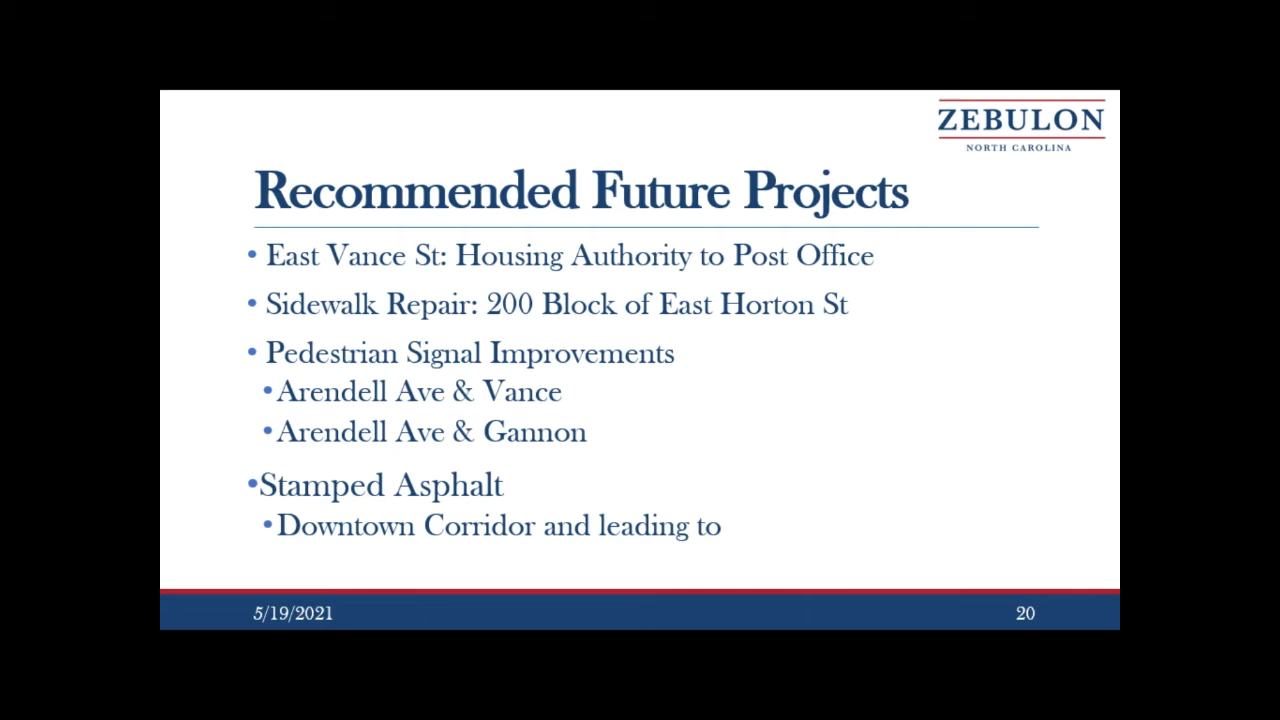 ZEBULON
NORTH CAROLINA
Recommended Future Projects
• East Vance St: Housing Authority to Post Office
• Sidewalk Repair: 200 Block of East Horton St
• Pedestrian Signal Improvements
• Arendell Ave & Vance
• Arendell Ave & Gannon
• Stamped Asphalt
• Downtown Corridor and leading to
5/19/2021
20